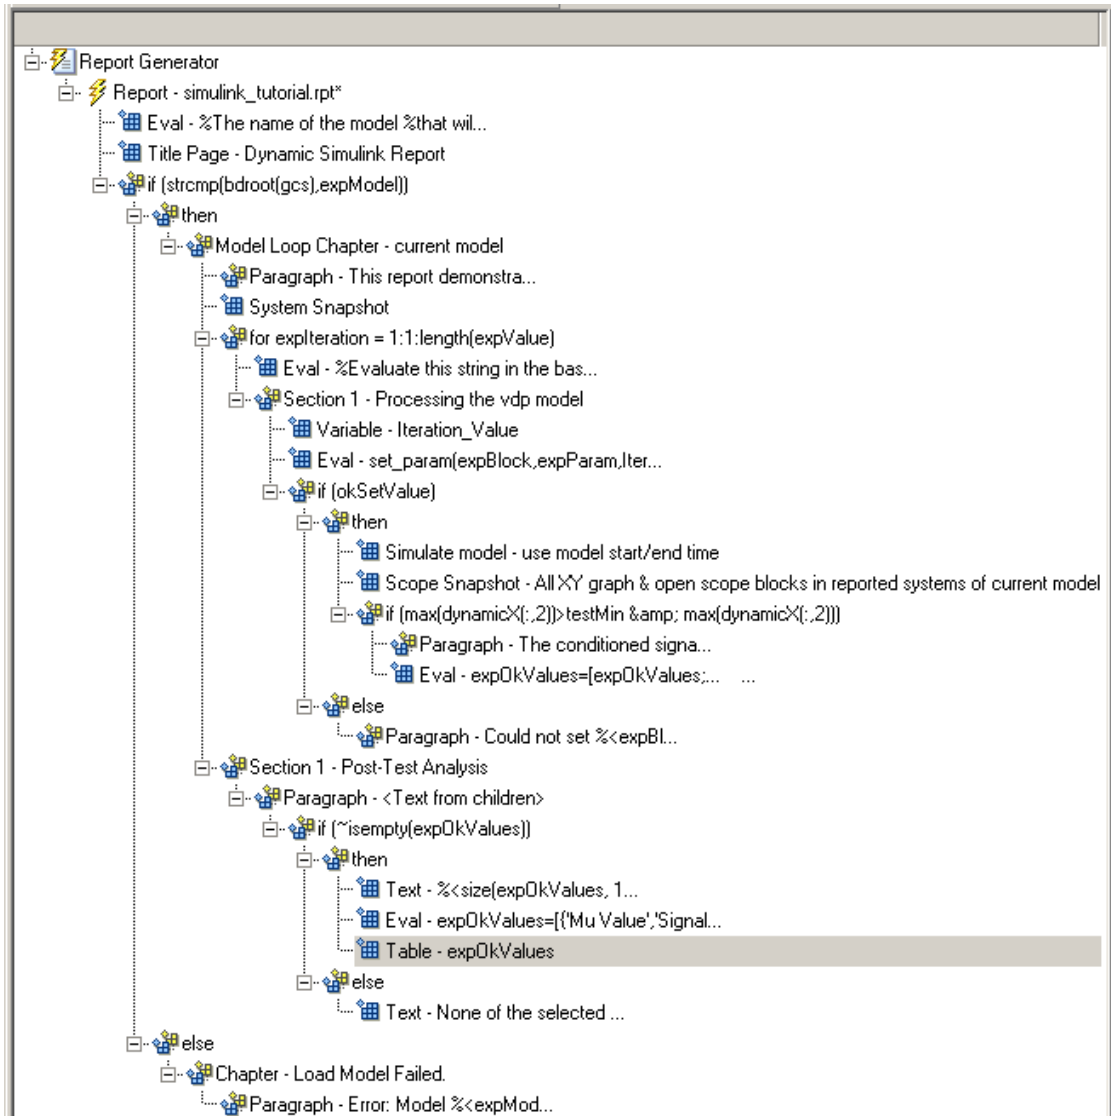 Report Generator
Report - simulink_tutorial.rpt*
Eval - %The name of the model %that wil...
Title Page - Dynamic Simulink Report
if (strcmp(bdroot(gcs),expModel))
then
Model Loop Chapter - current model
Paragraph - This report demonstra...
System Snapshot
for expIteration = 1:1:length(expValue)
Eval - %Evaluate this string in the bas...
Section 1 - Processing the vdp model
Variable - Iteration_Value
Eval - set_param(expBlock,expParam,Iter...
if (okSetValue)
then
Simulate model - use model start/end time
Scope Snapshot - All XY graph & open scope blocks in reported systems of current model
if (max(dynamicX(:,2))>testMin &amp; max(dynamicX(:,2)))
Paragraph - The conditioned signa...
Eval - expOkValues=[expOkValues;... ...
else
Paragraph - Could not set %<expBl...
Section 1 - Post-Test Analysis
Paragraph - <Text from children>
if (~isempty(expOkValues))
then
Text - %<size(expOkValues, 1...
Eval - expOkValues=[{'Mu Value','Signal...
Table - expOkValues
else
Text - None of the selected ...
else
Chapter - Load Model Failed.
Paragraph - Error: Model %<expMod...